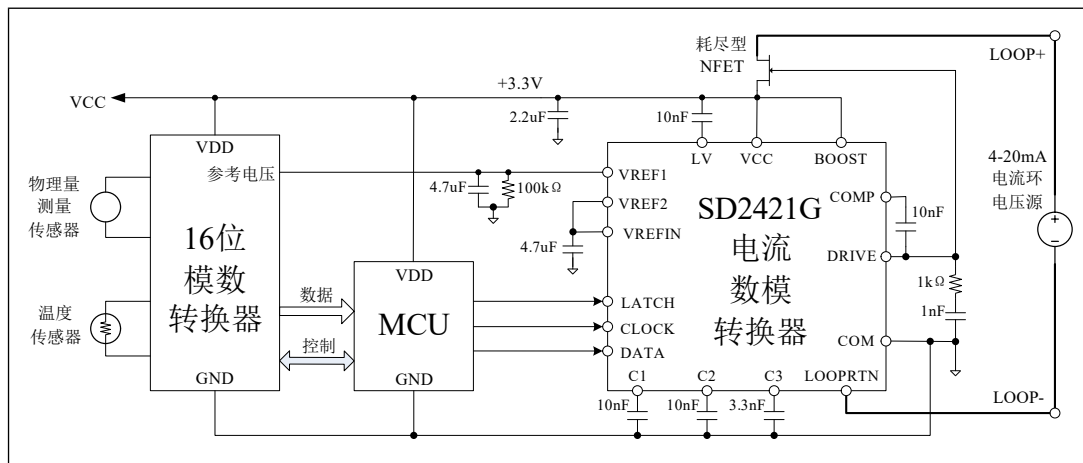 耗尽型
NFET
LOOP+
VCC
+3.3V
2.2uF
10nF
VDD
LV
VCC
BOOST
参考电压
4.7uF
100kΩ
VREF1
物理量
测量
传感器
VREF2
VREFIN
4.7uF
SD2421G
电流
数模
转换器
COMP
10nF
DRIVE
4-20mA
电流环
电压源
16位
模数
转换器
VDD
MCU
GND
数据
控制
温度
传感器
LATCH
CLOCK
DATA
1kΩ
1nF
COM
GND
C1
C2
C3
LOOPRTN
10nF
10nF
3.3nF
LOOP-